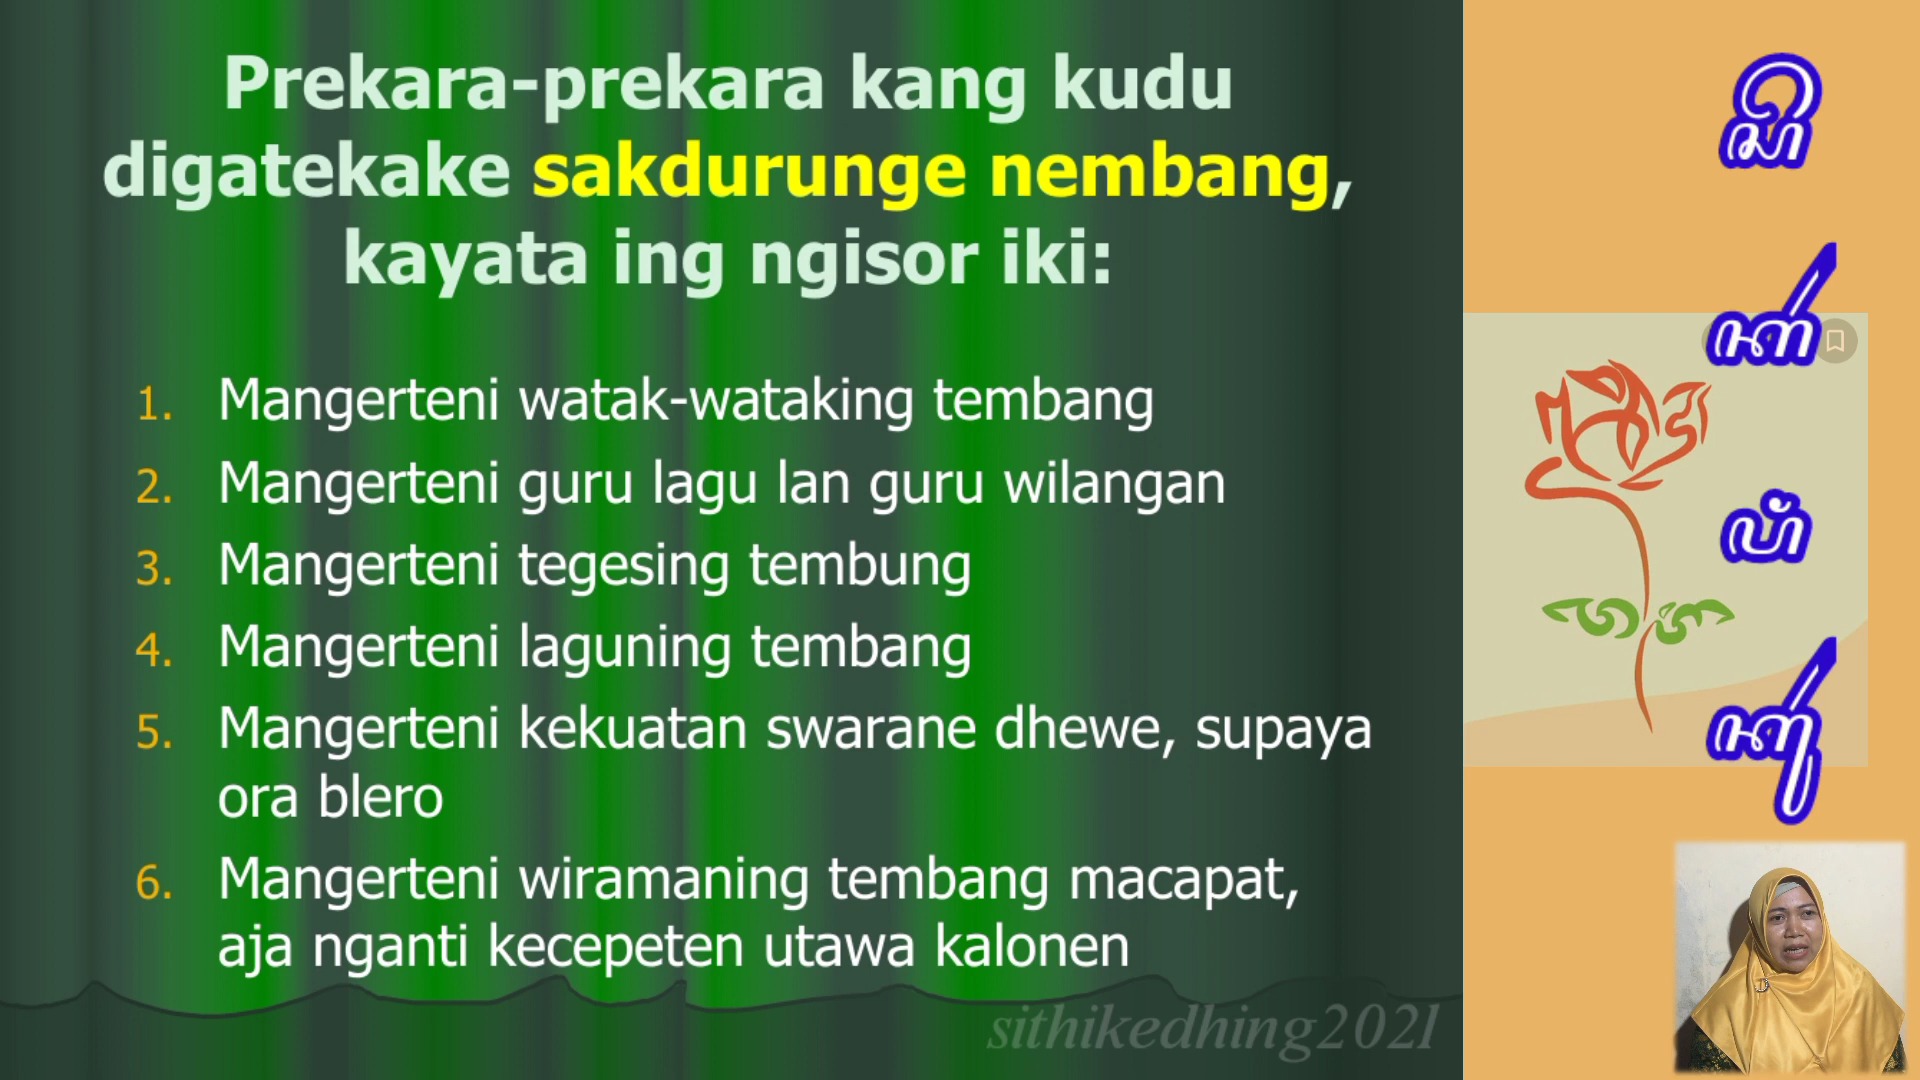 Prekara-prekara kang kudu
digatekake sakdurunge nembang,
kayata ing ngisor iki:
1. Mangerteni watak-wataking tembang
2. Mangerteni guru lagu lan guru wilangan
3. Mangerteni tegesing tembung
4. Mangerteni laguning tembang
5. Mangerteni kekuatan swarane dhewe, supaya
ora blero
6. Mangerteni wiramaning tembang macapat,
aja nganti kecepeten utawa kalonen
sithikedhing2021